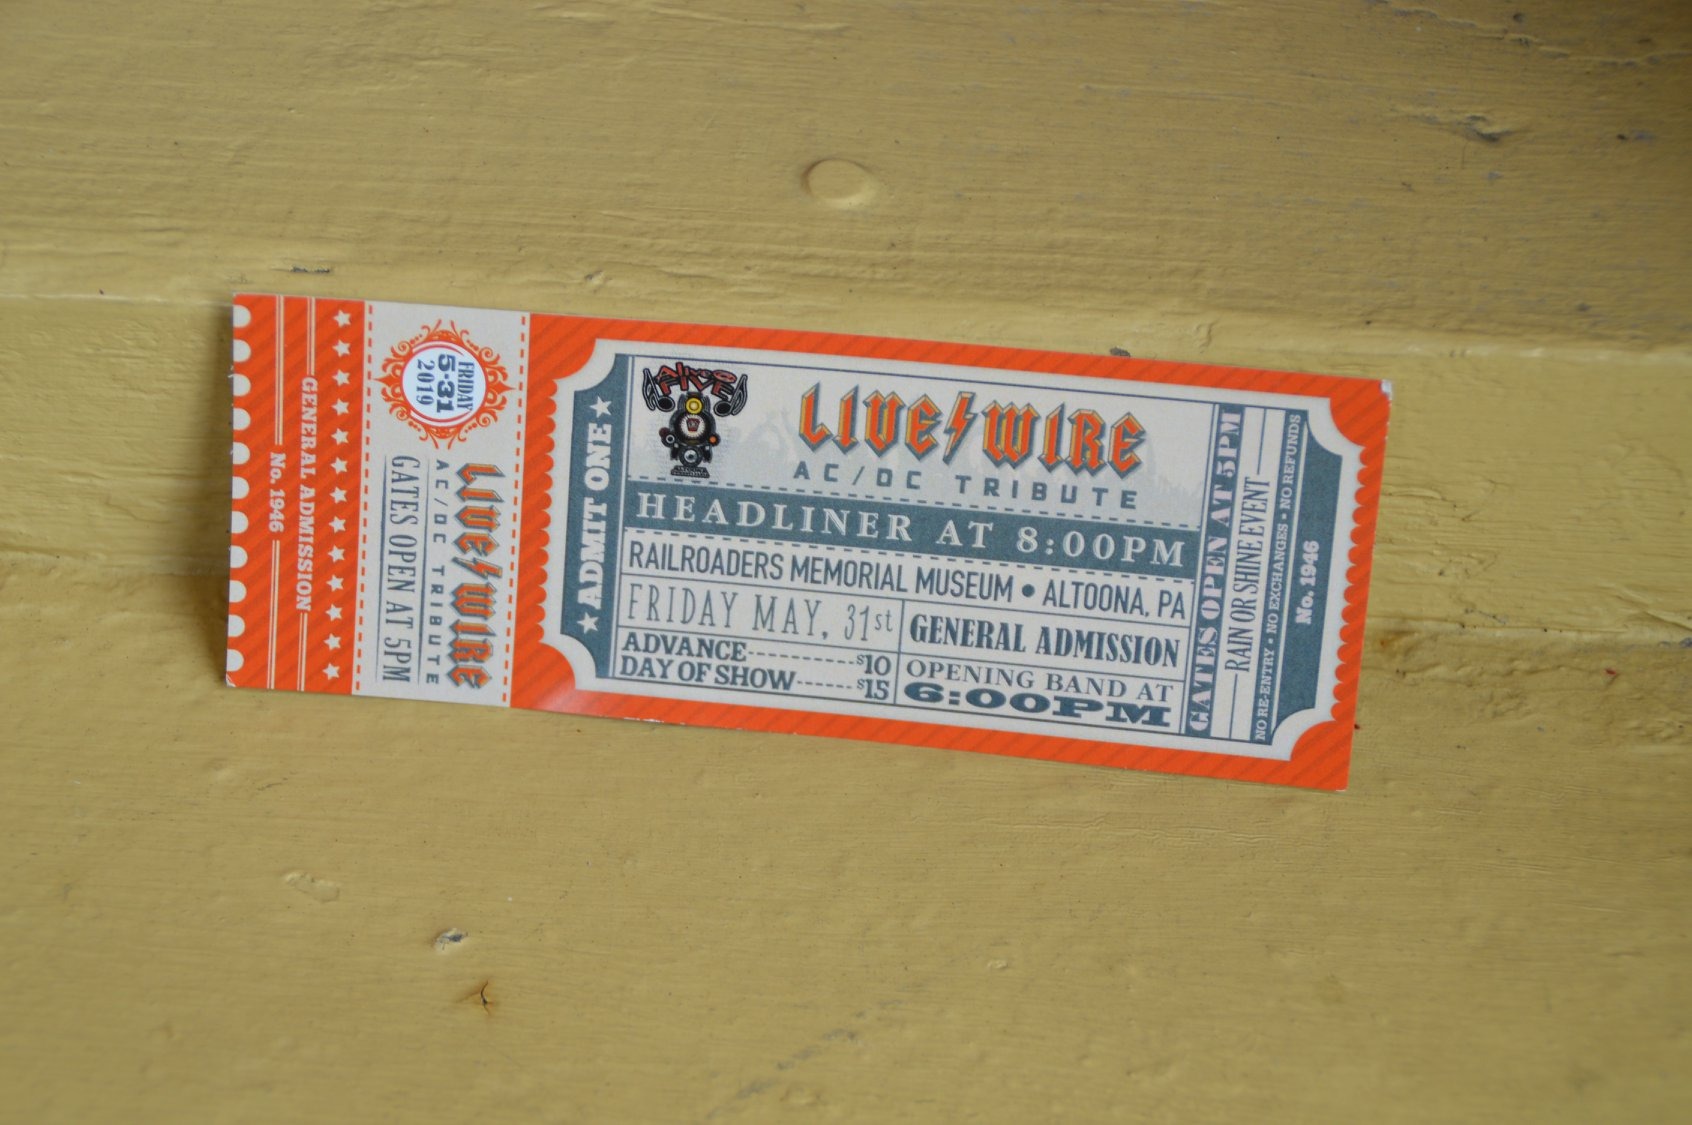 No. 1946
GENERAL ADMISSION
FRIDAY
5•31
2019
LIVE WIRE
AC/DC TRIBUTE
GATES OPEN AT 5PM
ADMIT ONE
ALTOONA
LIVE WIRE
AC/DC TRIBUTE
HEADLINER AT 8:00PM
RAILROADERS MEMORIAL MUSEUM • ALTOONA, PA
FRIDAY MAY, 31st
GENERAL ADMISSION
ADVANCE------------$10
DAY OF SHOW------$15
OPENING BAND AT
6:00PM
GATES OPEN AT 5PM
RAIN OR SHINE EVENT
NO RE-ENTRY • NO EXCHANGES • NO REFUNDS
No. 1946